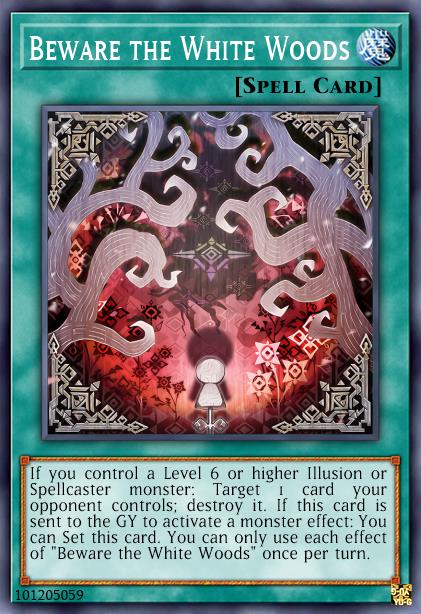 BEWARE THE WHITE WOODS 魔
[SPELL CARD]
If you control a Level 6 or higher Illusion or
Spellcaster monster: Target 1 card your
opponent controls; destroy it. If this card is
sent to the GY to activate a monster effect: You
can Set this card. You can only use each effect
of "Beware the White Woods" once per turn.
101205059